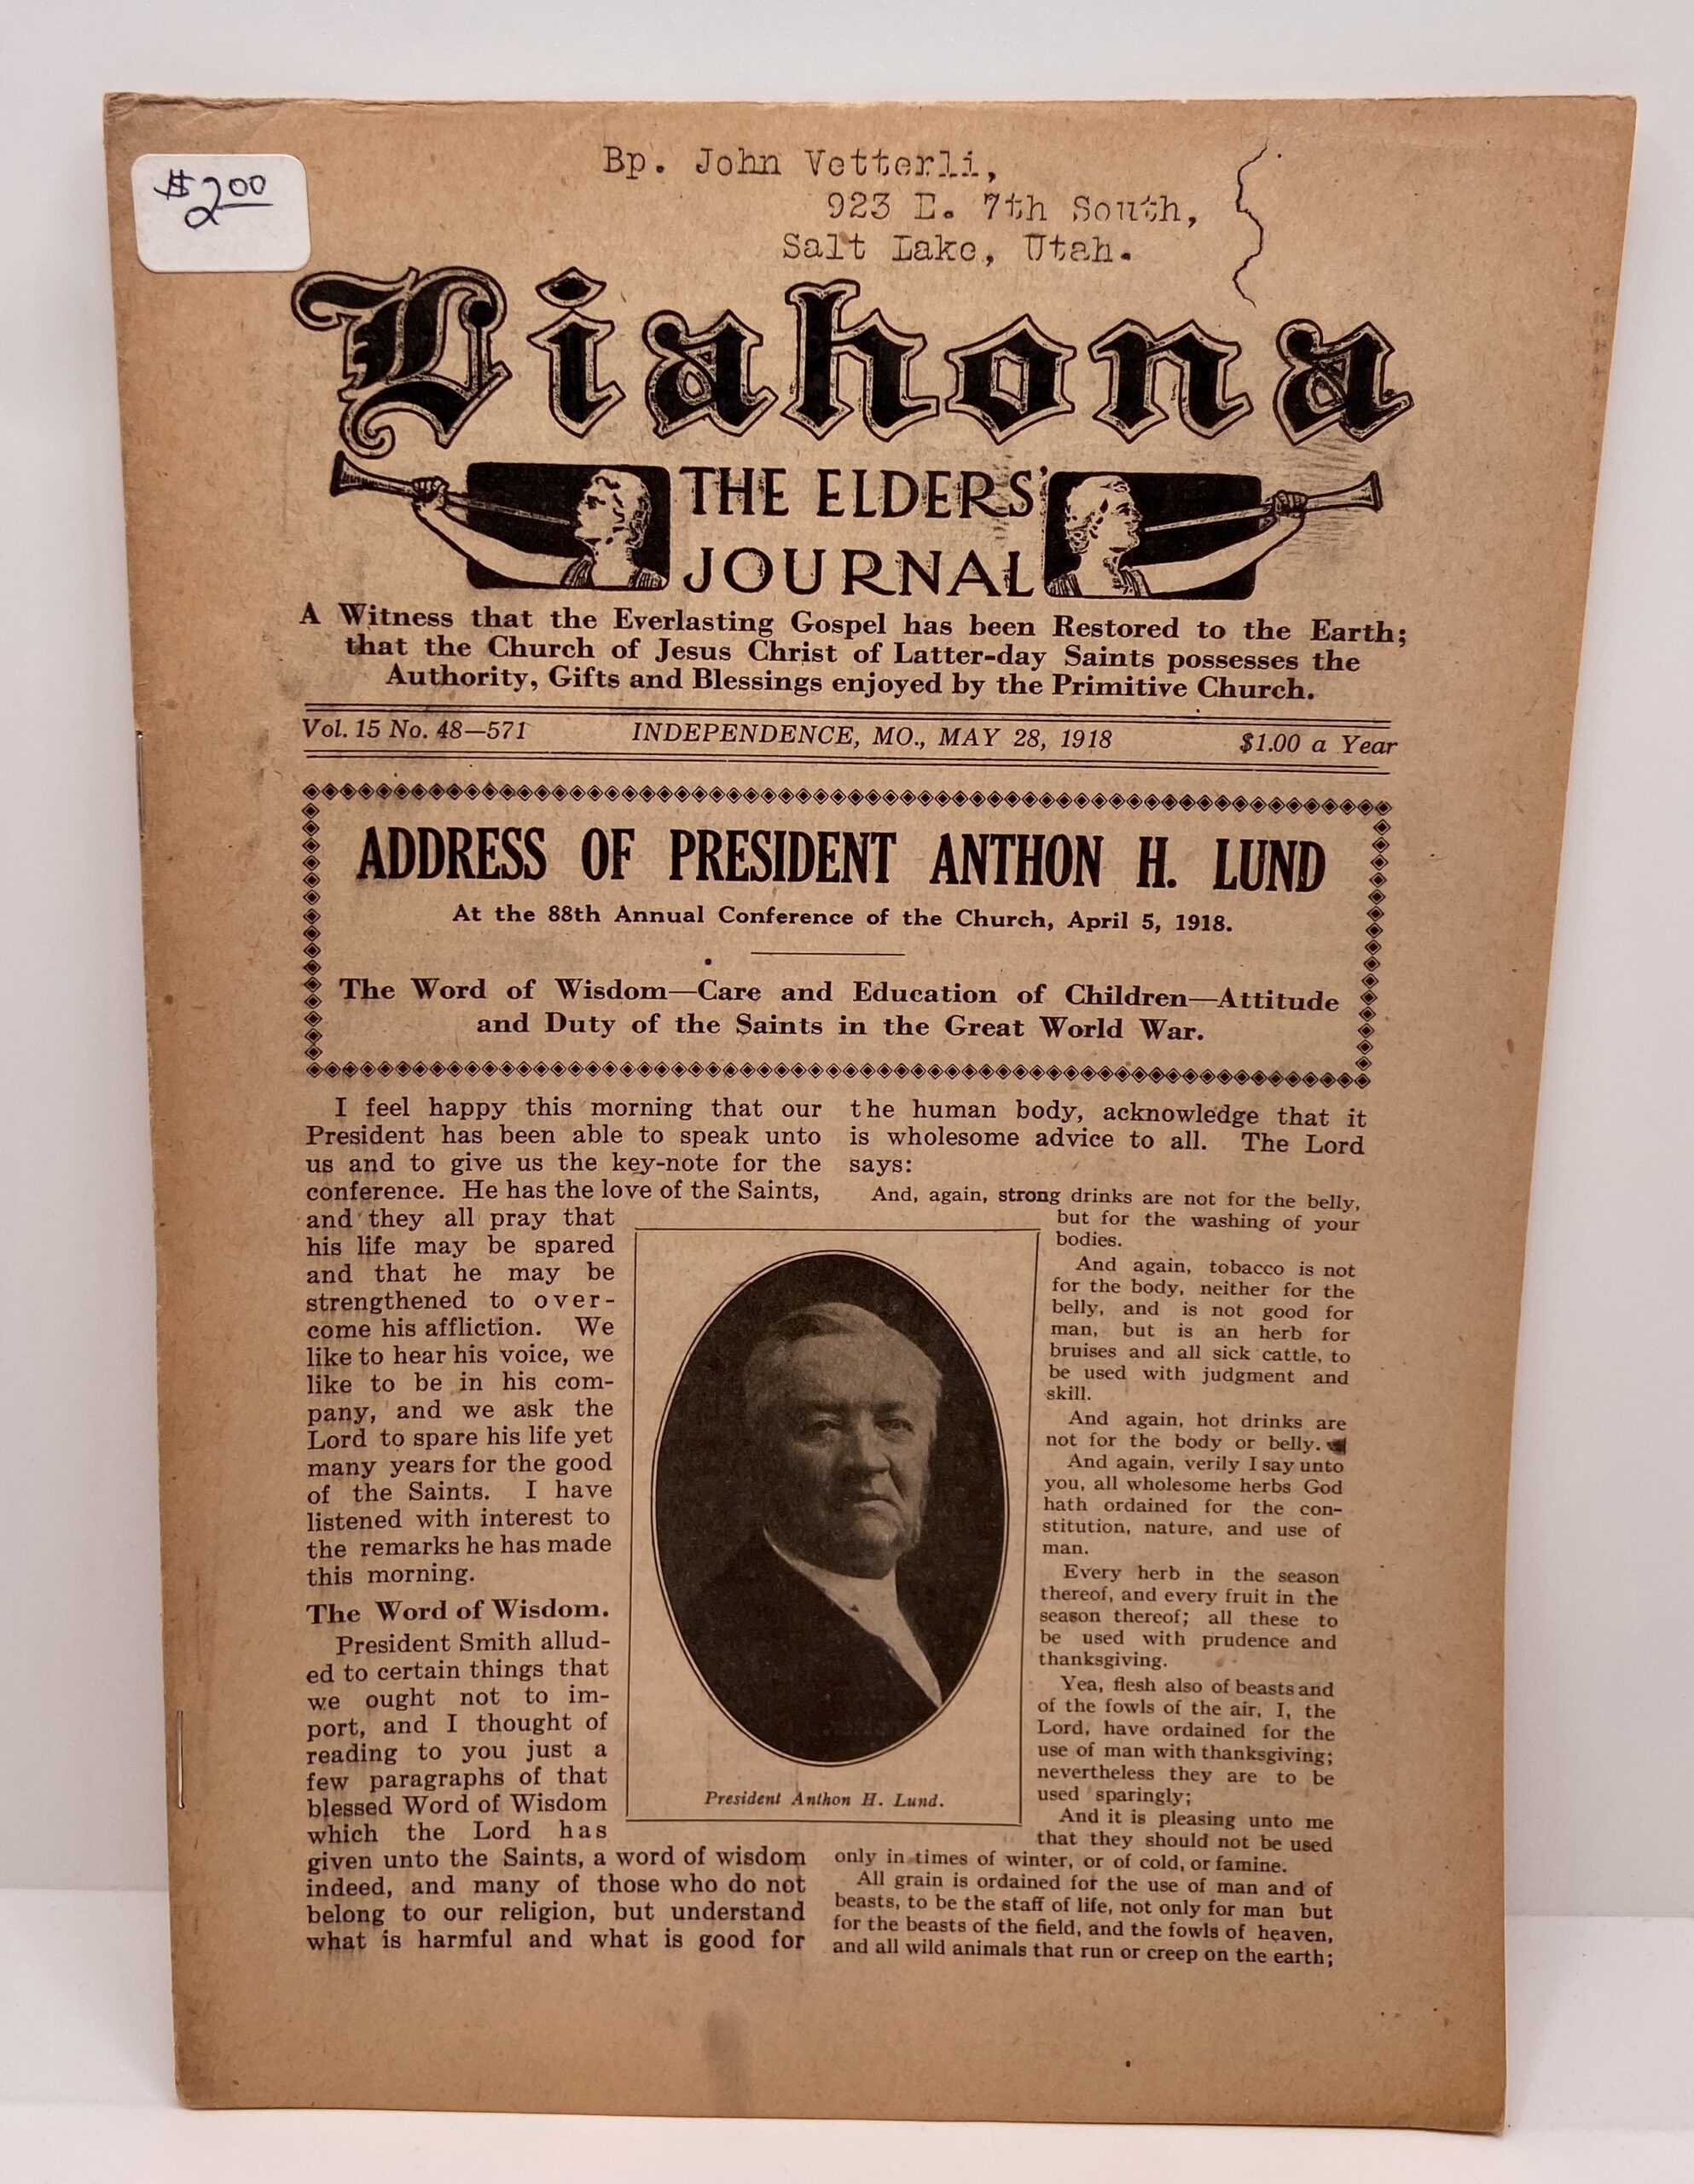 $2.00
Bp. John Vetterli,
923 E. 7th South,
Salt Lake, Utah.
Liahona
THE ELDERS'
JOURNAL
A Witness that the Everlasting Gospel has been Restored to the Earth;
that the Church of Jesus Christ of Latter-day Saints possesses the
Authority, Gifts and Blessings enjoyed by the Primitive Church.
Vol. 15 No. 48—571 INDEPENDENCE, MO., MAY 28, 1918 $1.00 a Year
ADDRESS OF PRESIDENT ANTHON H. LUND
At the 88th Annual Conference of the Church, April 5, 1918.
The Word of Wisdom—Care and Education of Children—Attitude
and Duty of the Saints in the Great World War.
I feel happy this morning that our
President has been able to speak unto
us and to give us the key-note for the
conference. He has the love of the Saints,
and they all pray that
his life may be spared
and that he may be
strengthened to over-
come his affliction. We
like to hear his voice, we
like to be in his com-
pany, and we ask the
Lord to spare his life yet
many years for the good
of the Saints. I have
listened with interest to
the remarks he has made
this morning.
The Word of Wisdom.
President Smith allud-
ed to certain things that
we ought not to im-
port, and I thought of
reading to you just a
few paragraphs of that
blessed Word of Wisdom
which the Lord has
given unto the Saints, a word of wisdom
indeed, and many of those who do not
belong to our religion, but understand
what is harmful and what is good for
President Anthon H. Lund.
the human body, acknowledge that it
is wholesome advice to all. The Lord
says:
And, again, strong drinks are not for the belly,
but for the washing of your
bodies.
And again, tobacco is not
for the body, neither for the
belly, and is not good for
man, but is an herb for
bruises and all sick cattle, to
be used with judgment and
skill.
And again, hot drinks are
not for the body or belly.
And again, verily I say unto
you, all wholesome herbs God
hath ordained for the con-
stitution, nature, and use of
man.
Every herb in the season
thereof, and every fruit in the
season thereof; all these to
be used with prudence and
thanksgiving.
Yea, flesh also of beasts and
of the fowls of the air, I, the
Lord, have ordained for the
use of man with thanksgiving;
nevertheless they are to be
used sparingly;
And it is pleasing unto me
that they should not be used
only in times of winter, or of cold, or famine.
All grain is ordained for the use of man and of
beasts, to be the staff of life, not only for man but
for the beasts of the field, and the fowls of heaven,
and all wild animals that run or creep on the earth;